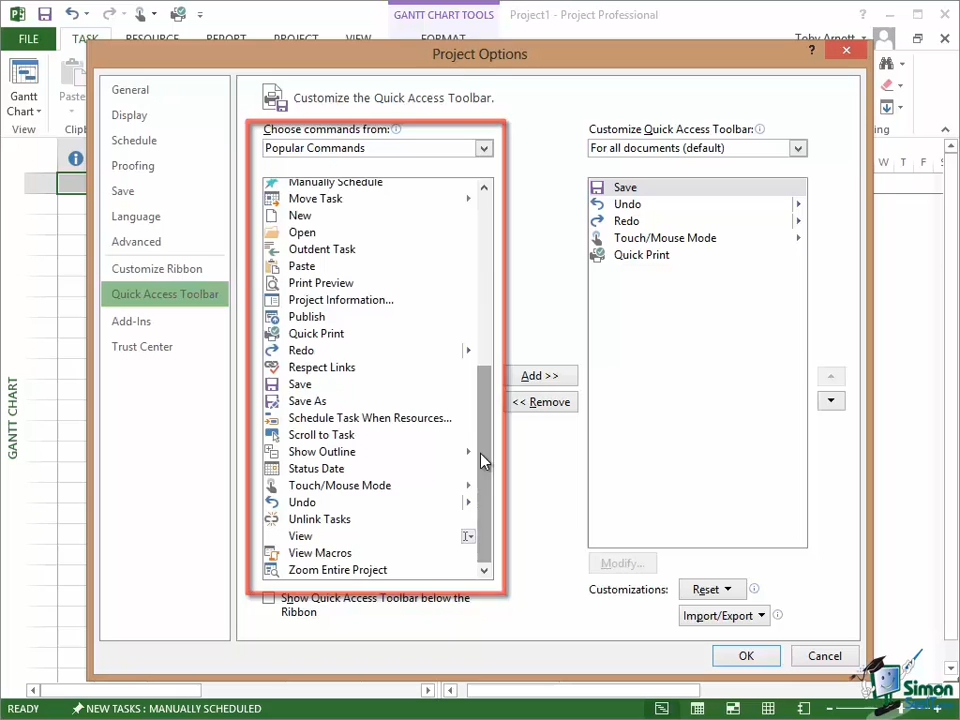 GANTT CHART TOOLS
Project1 - Project Professional
FILE
TASK
RESOURCE
REPORT
PROJECT
VIEW
FORMAT
Toby Arnett
Project Options
Gantt
Chart
View
Paste
General
Display
Schedule
Proofing
Save
Language
Advanced
Customize Ribbon
Quick Access Toolbar
Add-Ins
Trust Center
Customize the Quick Access Toolbar.
Choose commands from:
Popular Commands
Manually Schedule
Move Task
New
Open
Outdent Task
Paste
Print Preview
Project Information...
Publish
Quick Print
Redo
Respect Links
Save
Save As
Schedule Task When Resources...
Scroll to Task
Show Outline
Status Date
Touch/Mouse Mode
Undo
Unlink Tasks
View
View Macros
Zoom Entire Project
Show Quick Access Toolbar below the
Ribbon
Add >>
<< Remove
Customize Quick Access Toolbar:
For all documents (default)
Save
Undo
Redo
Touch/Mouse Mode
Quick Print
Modify...
Customizations:
Reset
Import/Export
OK
Cancel
W T F S
GANTT CHART
READY
NEW TASKS : MANUALLY SCHEDULED
Simon